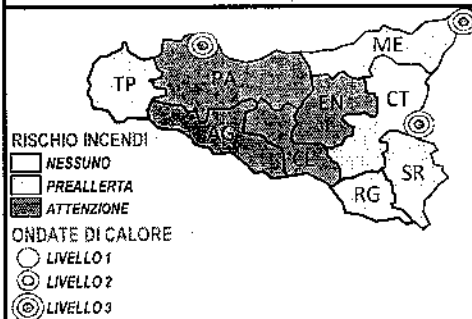 ME
TP
PA
EN
CT
AG
CL
SR
RG
RISCHIO INCENDI
NESSUNO
PREALLERTA
ATTENZIONE
ONDATE DI CALORE
LIVELLO 1
LIVELLO 2
LIVELLO 3